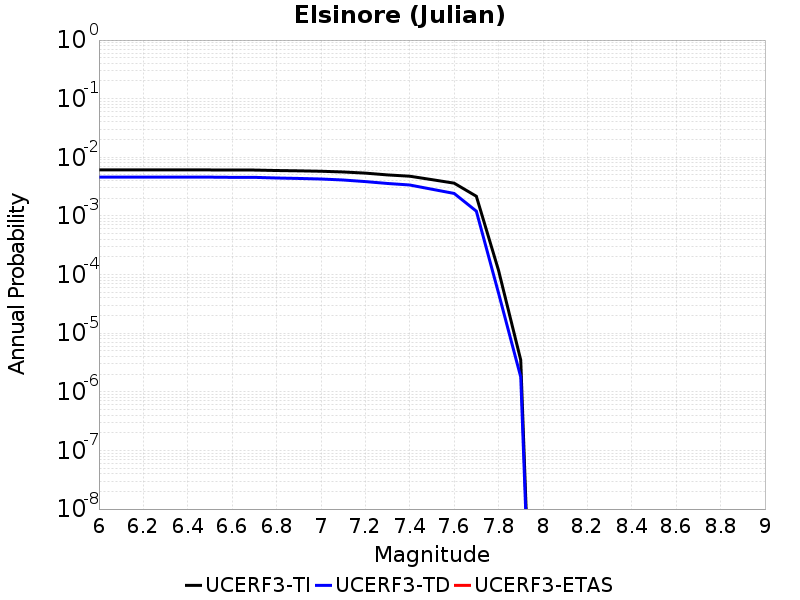 Elsinore (Julian)
Annual Probability
10^0
10^-1
10^-2
10^-3
10^-4
10^-5
10^-6
10^-7
10^-8
6 6.2 6.4 6.6 6.8 7 7.2 7.4 7.6 7.8 8 8.2 8.4 8.6 8.8 9
Magnitude
UCERF3-TI UCERF3-TD UCERF3-ETAS